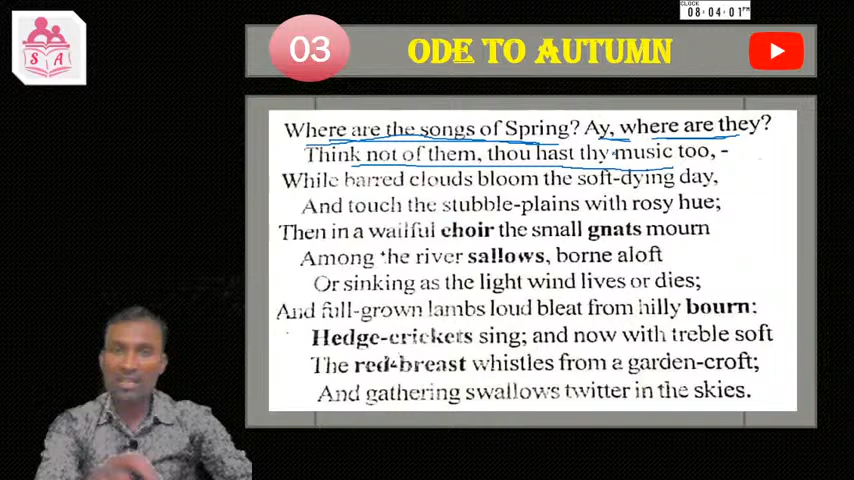 CLOCK
08:04:01PM
S A
03
ODE TO AUTUMN
Where are the songs of Spring? Ay, where are they?
Think not of them, thou hast thy music too, -
While barred clouds bloom the soft-dying day,
And touch the stubble-plains with rosy hue;
Then in a wailful choir the small gnats mourn
Among the river sallows, borne aloft
Or sinking as the light wind lives or dies;
And full-grown lambs loud bleat from hilly bourn:
Hedge-crickets sing; and now with treble soft
The red-breast whistles from a garden-croft;
And gathering swallows twitter in the skies.